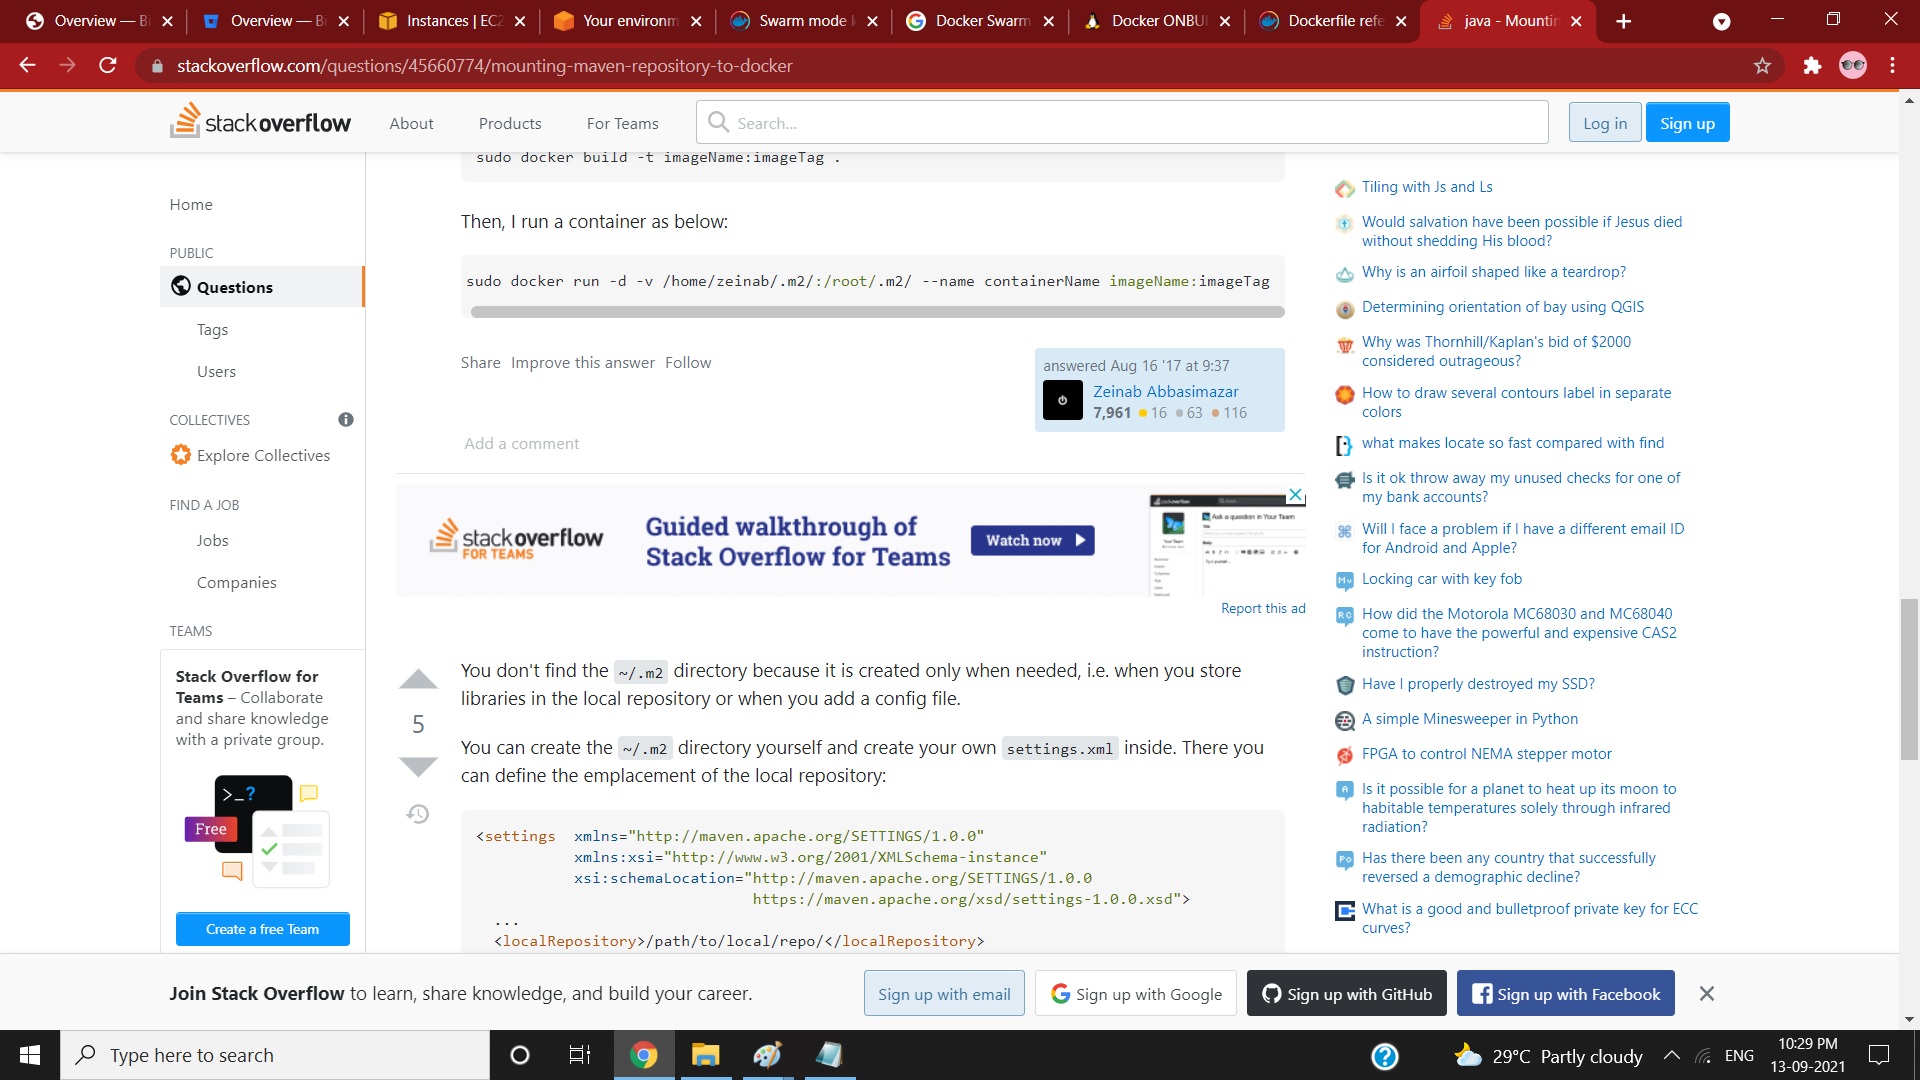 Overview — Bi
Overview — Bi
Instances | EC2
Your environm
Swarm mode k
Docker Swarm
Docker ONBUI
Dockerfile refe
java - Mountin
stackoverflow.com/questions/45660774/mounting-maven-repository-to-docker
stackoverflow
About
Products
For Teams
Search...
Log in
Sign up
Home
PUBLIC
Questions
Tags
Users
COLLECTIVES
Explore Collectives
FIND A JOB
Jobs
Companies
TEAMS
Stack Overflow for
Teams – Collaborate
and share knowledge
with a private group.
>_?
Free
Create a free Team
sudo docker build -t imageName:imageTag .
Then, I run a container as below:
sudo docker run -d -v /home/zeinab/.m2/:/root/.m2/ --name containerName imageName:imageTag
Share Improve this answer Follow
answered Aug 16 '17 at 9:37
Zeinab Abbasimazar
7,961 16 63 116
Add a comment
stackoverflow
FOR TEAMS
Guided walkthrough of
Stack Overflow for Teams
Watch now
Ask a question in Your Team
Report this ad
5
You don't find the ~/.m2 directory because it is created only when needed, i.e. when you store
libraries in the local repository or when you add a config file.
You can create the ~/.m2 directory yourself and create your own settings.xml inside. There you
can define the emplacement of the local repository:
<settings xmlns="http://maven.apache.org/SETTINGS/1.0.0"
xmlns:xsi="http://www.w3.org/2001/XMLSchema-instance"
xsi:schemaLocation="http://maven.apache.org/SETTINGS/1.0.0
https://maven.apache.org/xsd/settings-1.0.0.xsd">
...
<localRepository>/path/to/local/repo/</localRepository>
Tiling with Js and Ls
Would salvation have been possible if Jesus died
without shedding His blood?
Why is an airfoil shaped like a teardrop?
Determining orientation of bay using QGIS
Why was Thornhill/Kaplan's bid of $2000
considered outrageous?
How to draw several contours label in separate
colors
what makes locate so fast compared with find
Is it ok throw away my unused checks for one of
my bank accounts?
Will I face a problem if I have a different email ID
for Android and Apple?
Locking car with key fob
How did the Motorola MC68030 and MC68040
come to have the powerful and expensive CAS2
instruction?
Have I properly destroyed my SSD?
A simple Minesweeper in Python
FPGA to control NEMA stepper motor
Is it possible for a planet to heat up its moon to
habitable temperatures solely through infrared
radiation?
Has there been any country that successfully
reversed a demographic decline?
What is a good and bulletproof private key for ECC
curves?
Join Stack Overflow to learn, share knowledge, and build your career.
Sign up with email
Sign up with Google
Sign up with GitHub
Sign up with Facebook
Type here to search
29°C Partly cloudy
ENG
10:29 PM
13-09-2021